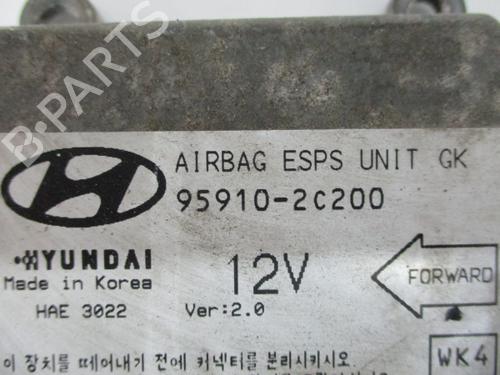 AIRBAG ESPS UNIT GK
95910-2C200
HYUNDAI
Made in Korea
HAE 3022
12V
Ver:2.0
FORWARD
이 장치를 떼어내기 전에 커넥터를 분리시키시오
WK4
B-PARTS